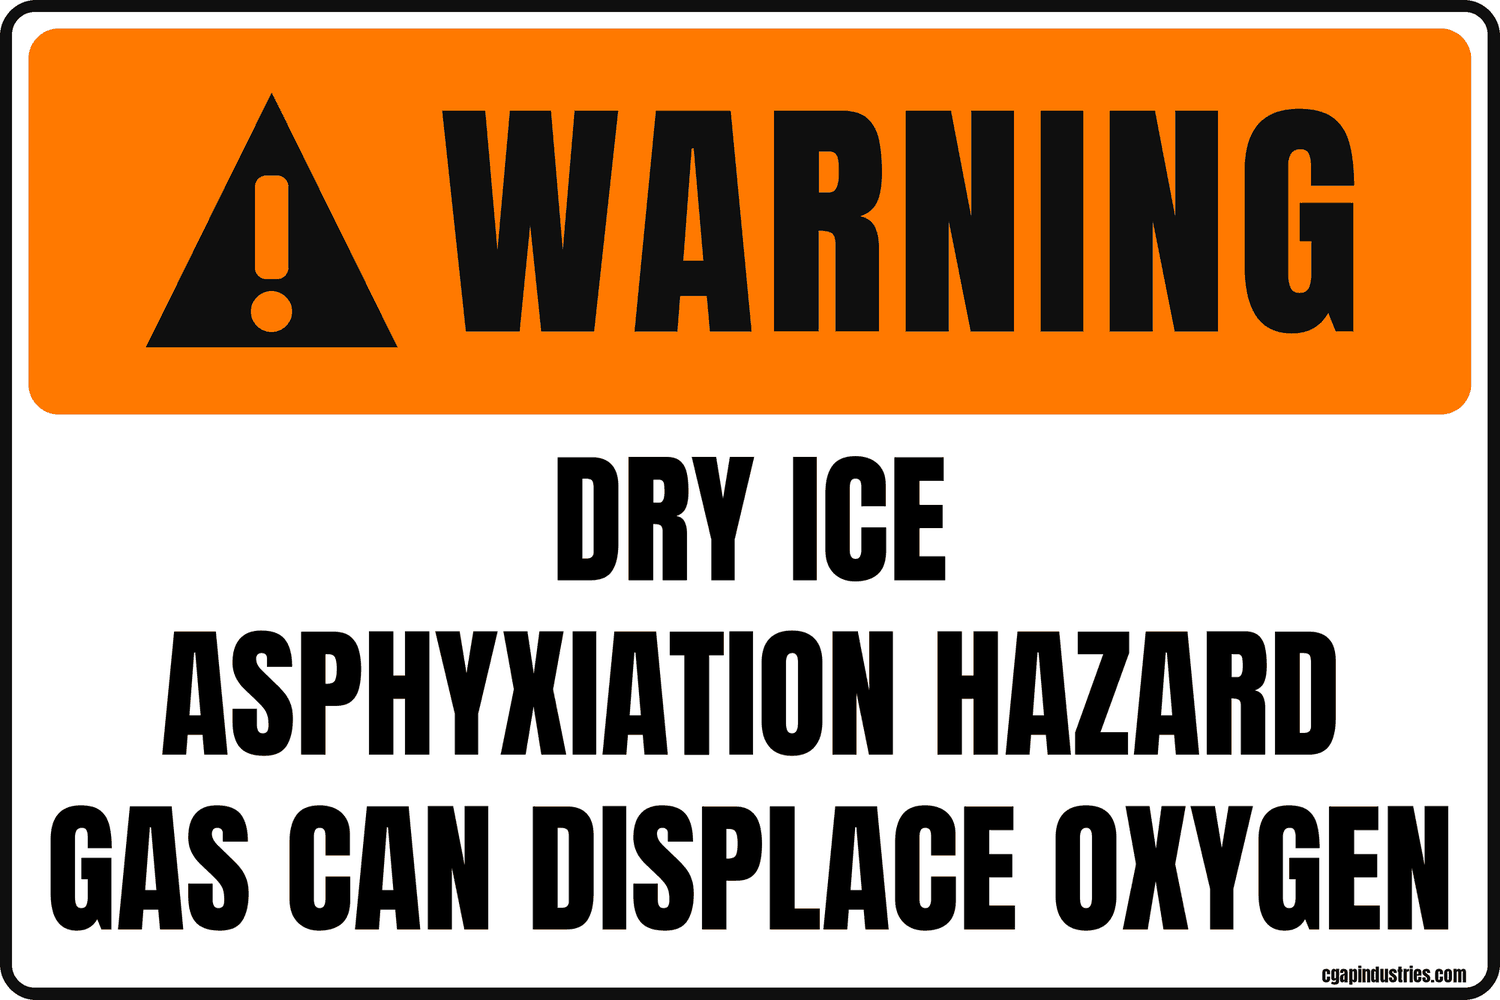 WARNING
DRY ICE
ASPHYXIATION HAZARD
GAS CAN DISPLACE OXYGEN
cgapindustries.com